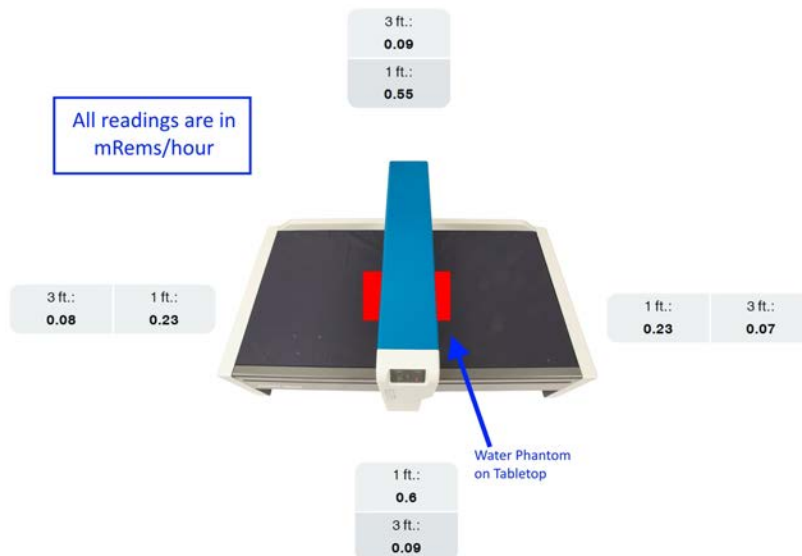 3 ft.:
0.09
1 ft.:
0.55
All readings are in
mRems/hour
3 ft.:
0.08
1 ft.:
0.23
1 ft.:
0.23
3 ft.:
0.07
Water Phantom
on Tabletop
1 ft.:
0.6
3 ft.:
0.09